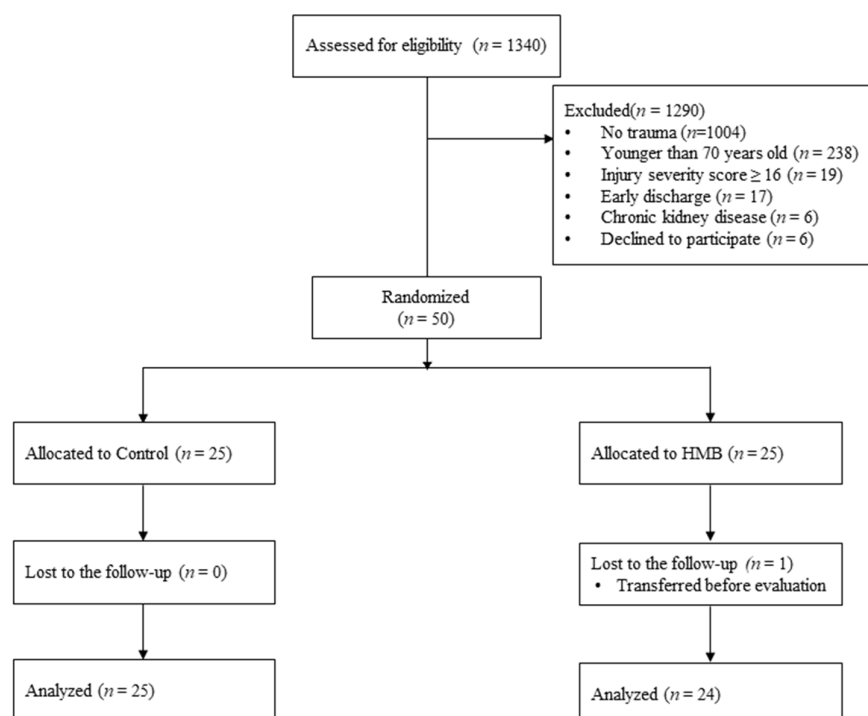 Assessed for eligibility (n = 1340)
Excluded(n = 1290)
• No trauma (n=1004)
• Younger than 70 years old (n = 238)
• Injury severity score ≥ 16 (n = 19)
• Early discharge (n = 17)
• Chronic kidney disease (n = 6)
• Declined to participate (n = 6)
Randomized
(n = 50)
Allocated to Control (n = 25)
Allocated to HMB (n = 25)
Lost to the follow-up (n = 0)
Lost to the follow-up (n = 1)
• Transferred before evaluation
Analyzed (n = 25)
Analyzed (n = 24)